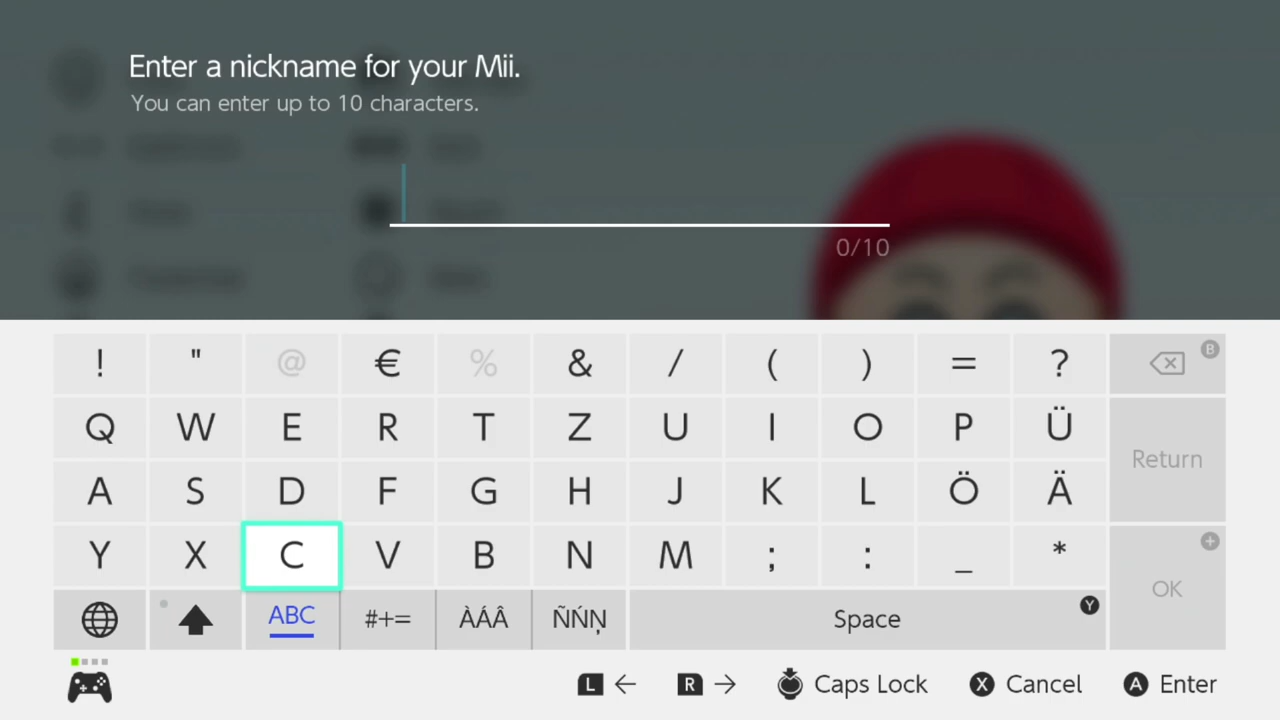 Enter a nickname for your Mii.
You can enter up to 10 characters.
0/10
! " @ € % & / ( ) = ? B
Q W E R T Z U I O P Ü
A S D F G H J K L Ö Ä Return
Y X C V B N M ; : _ * +
ABC #+= ÀÁÂ ÑŃŅ Space Y OK
L ← R → Caps Lock X Cancel A Enter